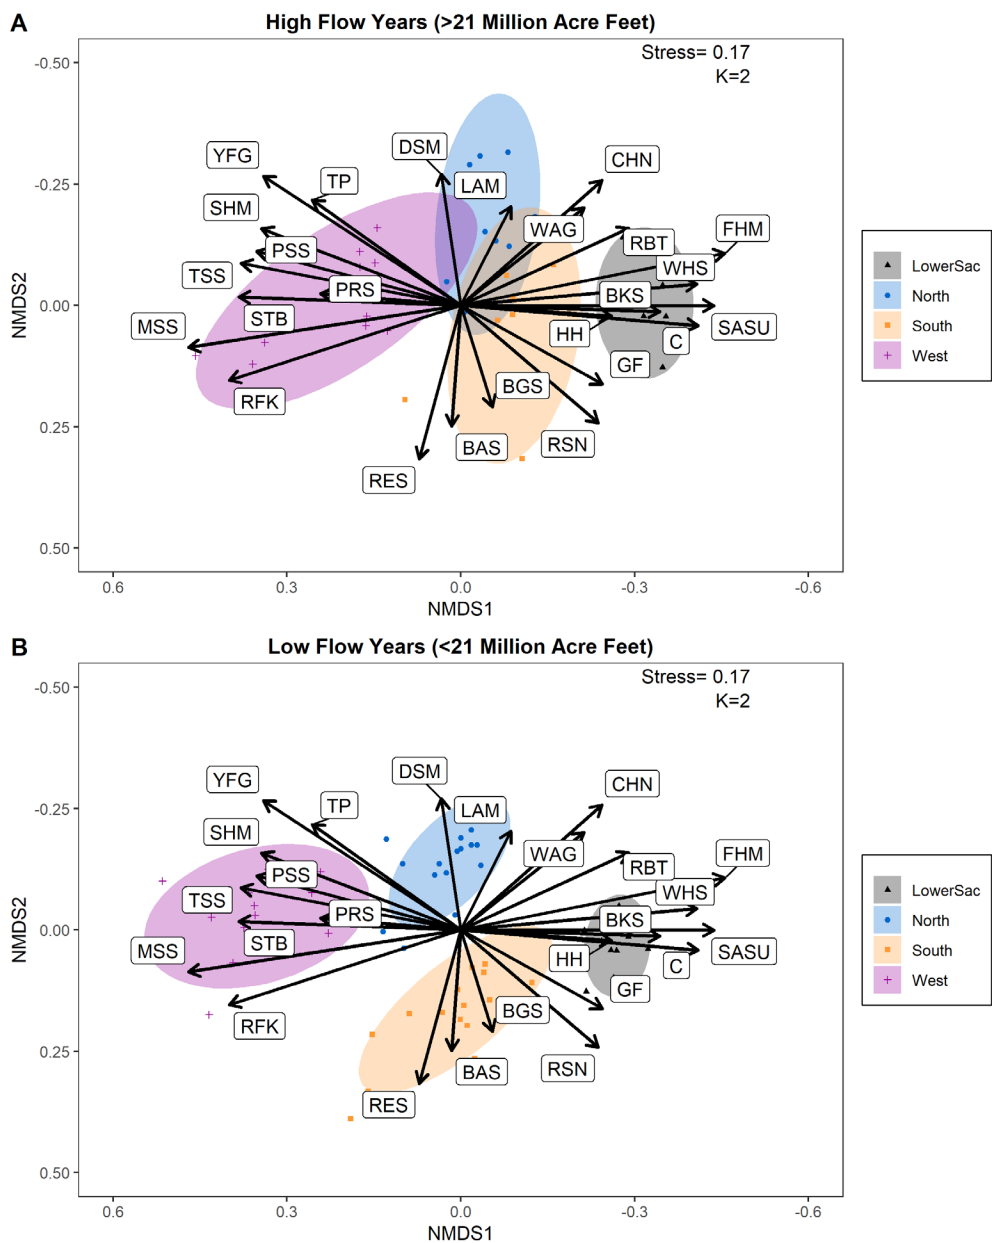 A
High Flow Years (>21 Million Acre Feet)
Stress= 0.17
K=2
-0.50
-0.25
0.00
0.25
0.50
NMDS2
YFG
TP
DSM
LAM
CHN
SHM
PSS
WAG
RBT
FHM
TSS
PRS
WHS
BKS
MSS
STB
HH
C
SASU
RFK
BGS
GF
BAS
RSN
RES
0.6
0.3
0.0
-0.3
-0.6
NMDS1
LowerSac
North
South
West
B
Low Flow Years (<21 Million Acre Feet)
Stress= 0.17
K=2
-0.50
-0.25
0.00
0.25
0.50
NMDS2
YFG
TP
DSM
LAM
CHN
SHM
PSS
WAG
RBT
FHM
TSS
PRS
WHS
BKS
MSS
STB
HH
C
SASU
RFK
BGS
GF
BAS
RSN
RES
0.6
0.3
0.0
-0.3
-0.6
NMDS1
LowerSac
North
South
West